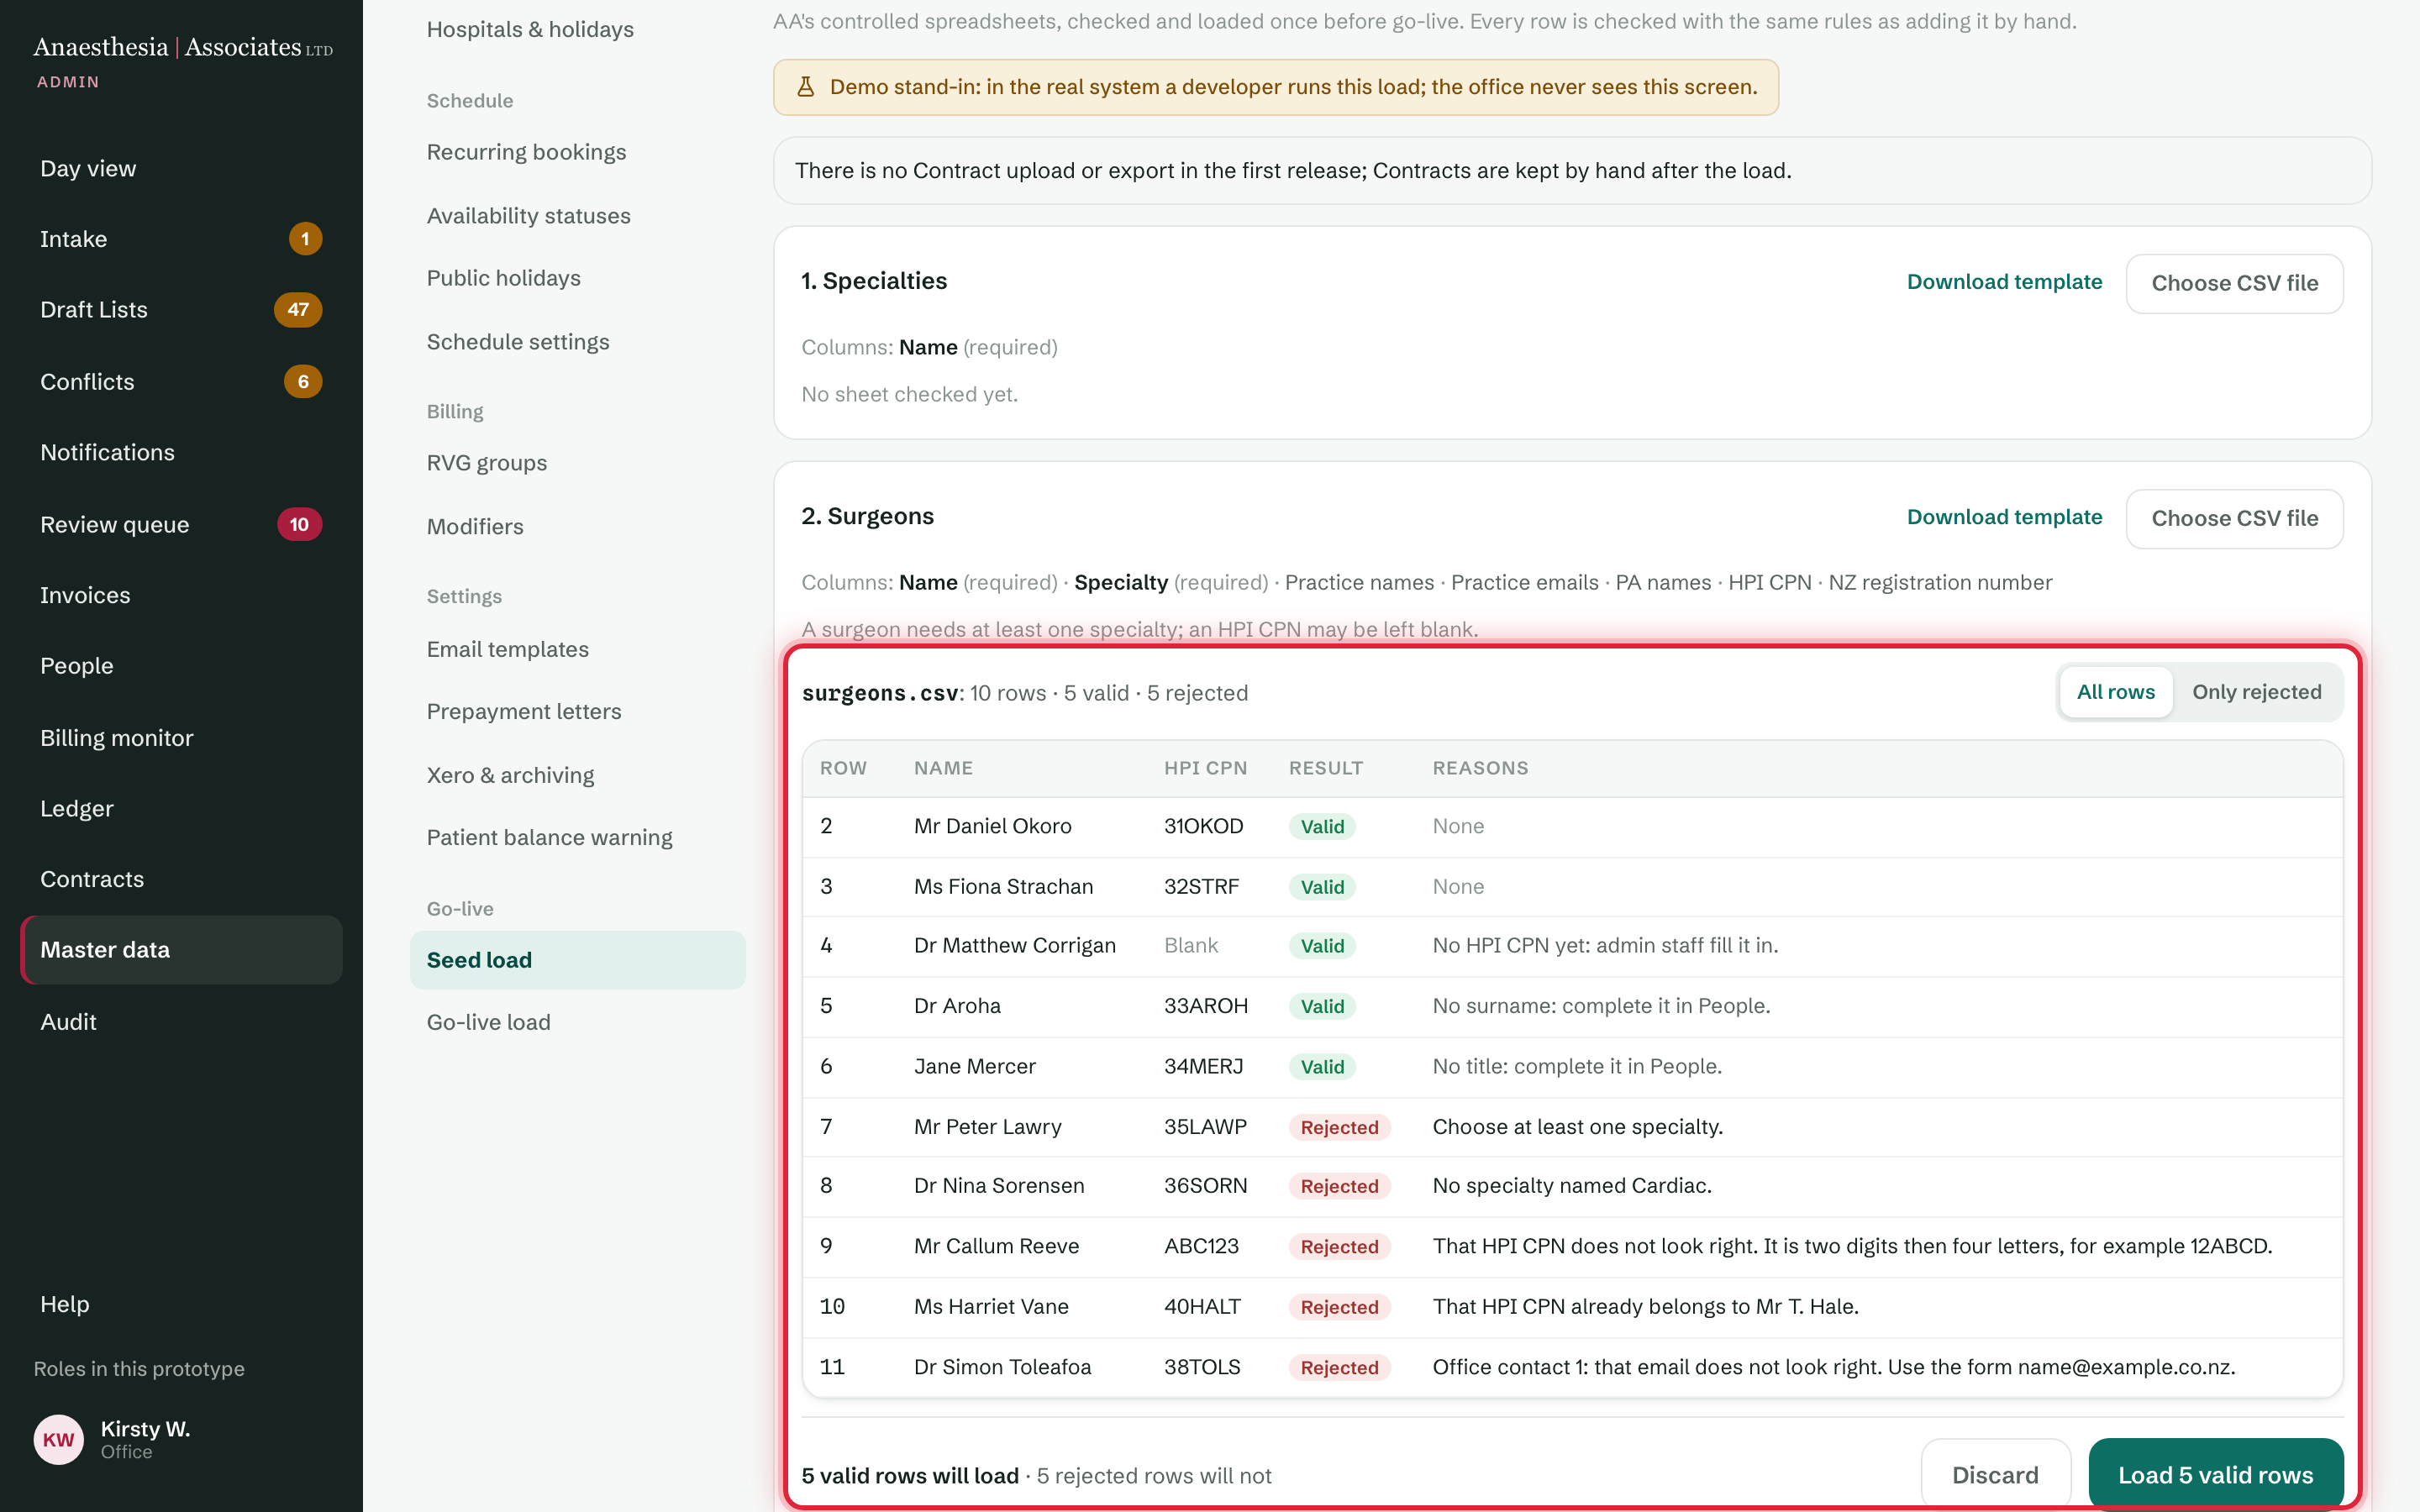 Anaesthesia | Associates LTD
ADMIN
Day view
Intake 1
Draft Lists 47
Conflicts 6
Notifications
Review queue 10
Invoices
People
Billing monitor
Ledger
Contracts
Master data
Audit
Help
Roles in this prototype
KW Kirsty W.
Office
Hospitals & holidays
Schedule
Recurring bookings
Availability statuses
Public holidays
Schedule settings
Billing
RVG groups
Modifiers
Settings
Email templates
Prepayment letters
Xero & archiving
Patient balance warning
Go-live
Seed load
Go-live load
AA's controlled spreadsheets, checked and loaded once before go-live. Every row is checked with the same rules as adding it by hand.
Demo stand-in: in the real system a developer runs this load; the office never sees this screen.
There is no Contract upload or export in the first release; Contracts are kept by hand after the load.
1. Specialties Download template Choose CSV file
Columns: Name (required)
No sheet checked yet.
2. Surgeons Download template Choose CSV file
Columns: Name (required) · Specialty (required) · Practice names · Practice emails · PA names · HPI CPN · NZ registration number
A surgeon needs at least one specialty; an HPI CPN may be left blank.
surgeons.csv: 10 rows · 5 valid · 5 rejected All rows Only rejected
ROW NAME HPI CPN RESULT REASONS
2 Mr Daniel Okoro 31OKOD Valid None
3 Ms Fiona Strachan 32STRF Valid None
4 Dr Matthew Corrigan Blank Valid No HPI CPN yet: admin staff fill it in.
5 Dr Aroha 33AROH Valid No surname: complete it in People.
6 Jane Mercer 34MERJ Valid No title: complete it in People.
7 Mr Peter Lawry 35LAWP Rejected Choose at least one specialty.
8 Dr Nina Sorensen 36SORN Rejected No specialty named Cardiac.
9 Mr Callum Reeve ABC123 Rejected That HPI CPN does not look right. It is two digits then four letters, for example 12ABCD.
10 Ms Harriet Vane 40HALT Rejected That HPI CPN already belongs to Mr T. Hale.
11 Dr Simon Toleafoa 38TOLS Rejected Office contact 1: that email does not look right. Use the form name@example.co.nz.
5 valid rows will load · 5 rejected rows will not Discard Load 5 valid rows